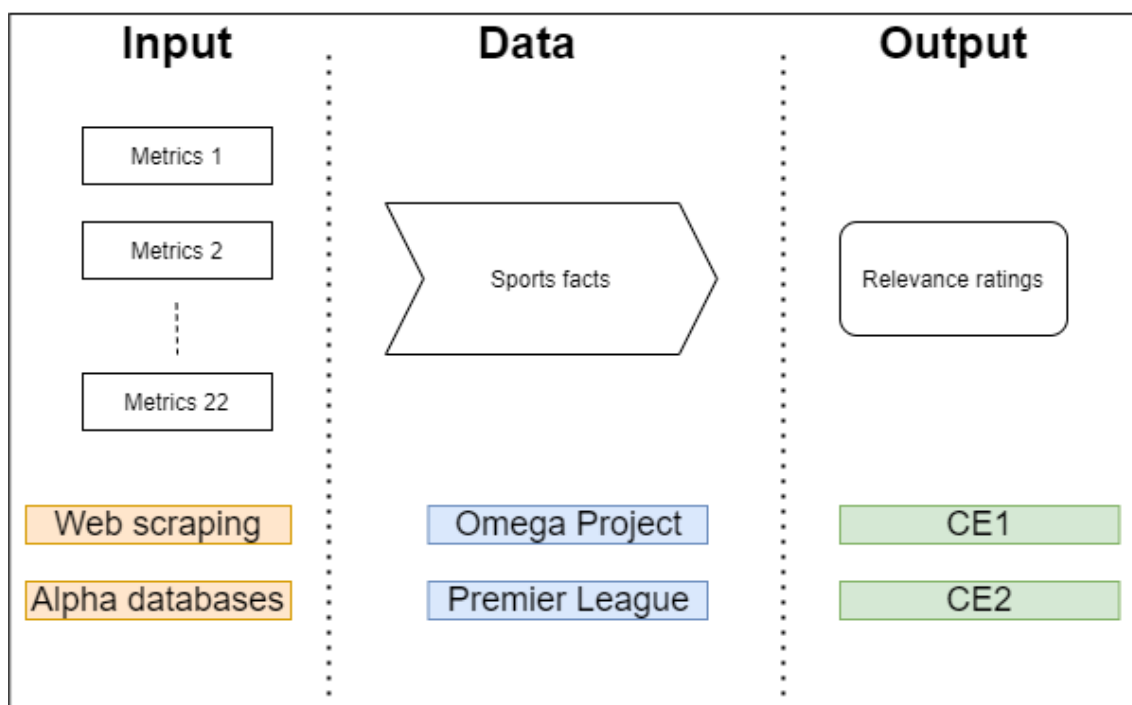 Input
Data
Output
Metrics 1
Metrics 2
Metrics 22
Sports facts
Relevance ratings
Web scraping
Omega Project
CE1
Alpha databases
Premier League
CE2